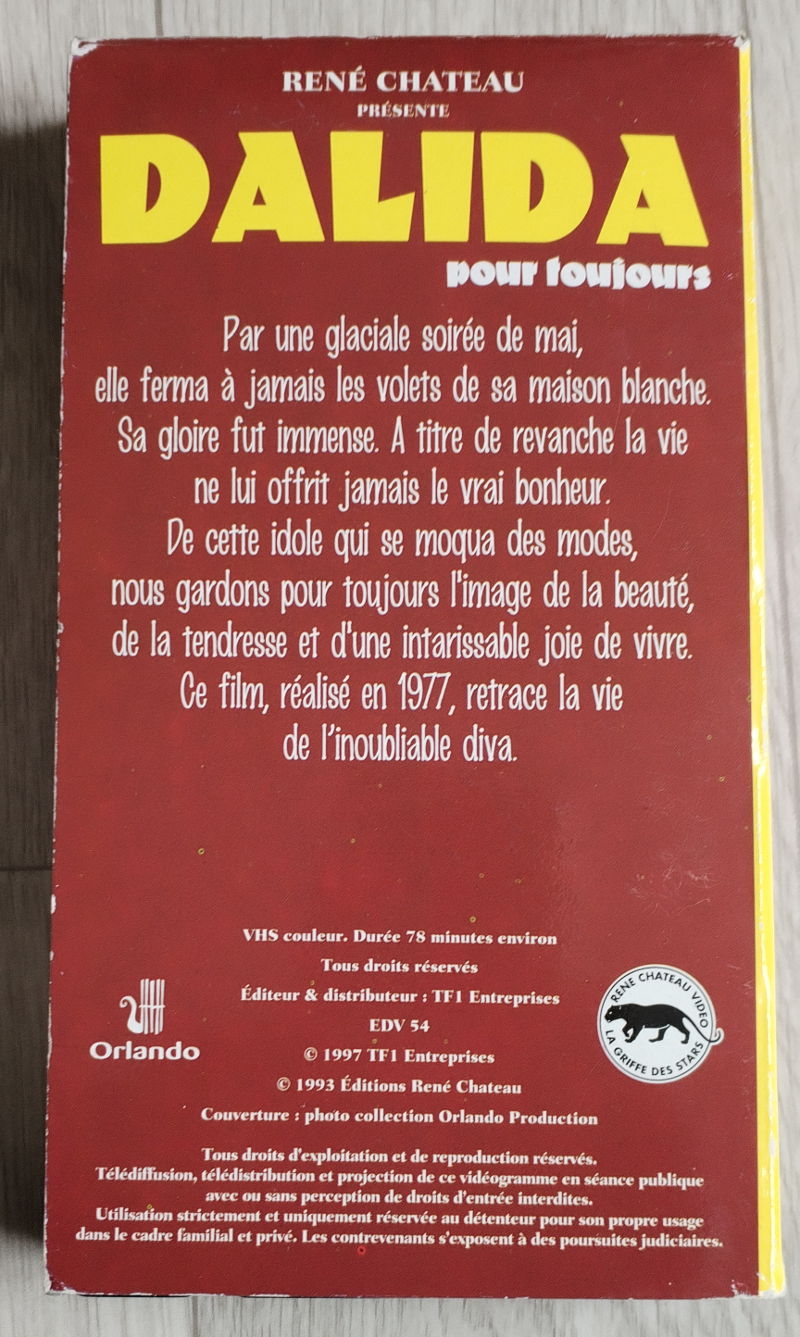 RENÉ CHATEAU
PRÉSENTE
DALIDA
pour toujours
Par une glaciale soirée de mai,
elle ferma à jamais les volets de sa maison blanche.
Sa gloire fut immense. A titre de revanche la vie
ne lui offrit jamais le vrai bonheur.
De cette idole qui se moqua des modes,
nous gardons pour toujours l'image de la beauté,
de la tendresse et d'une intarissable joie de vivre.
Ce film, réalisé en 1977, retrace la vie
de l'inoubliable diva.
VHS couleur. Durée 78 minutes environ
Tous droits réservés
Éditeur & distributeur : TF1 Entreprises
EDV 54
© 1997 TF1 Entreprises
© 1993 Éditions René Chateau
Couverture : photo collection Orlando Production
Orlando
RENE CHATEAU VIDEO
LA GRIFFE DES STARS
Tous droits d'exploitation et de reproduction réservés.
Télédiffusion, télédistribution et projection de ce vidéogramme en séance publique
avec ou sans perception de droits d'entrée interdites.
Utilisation strictement et uniquement réservée au détenteur pour son propre usage
dans le cadre familial et privé. Les contrevenants s'exposent à des poursuites judiciaires.